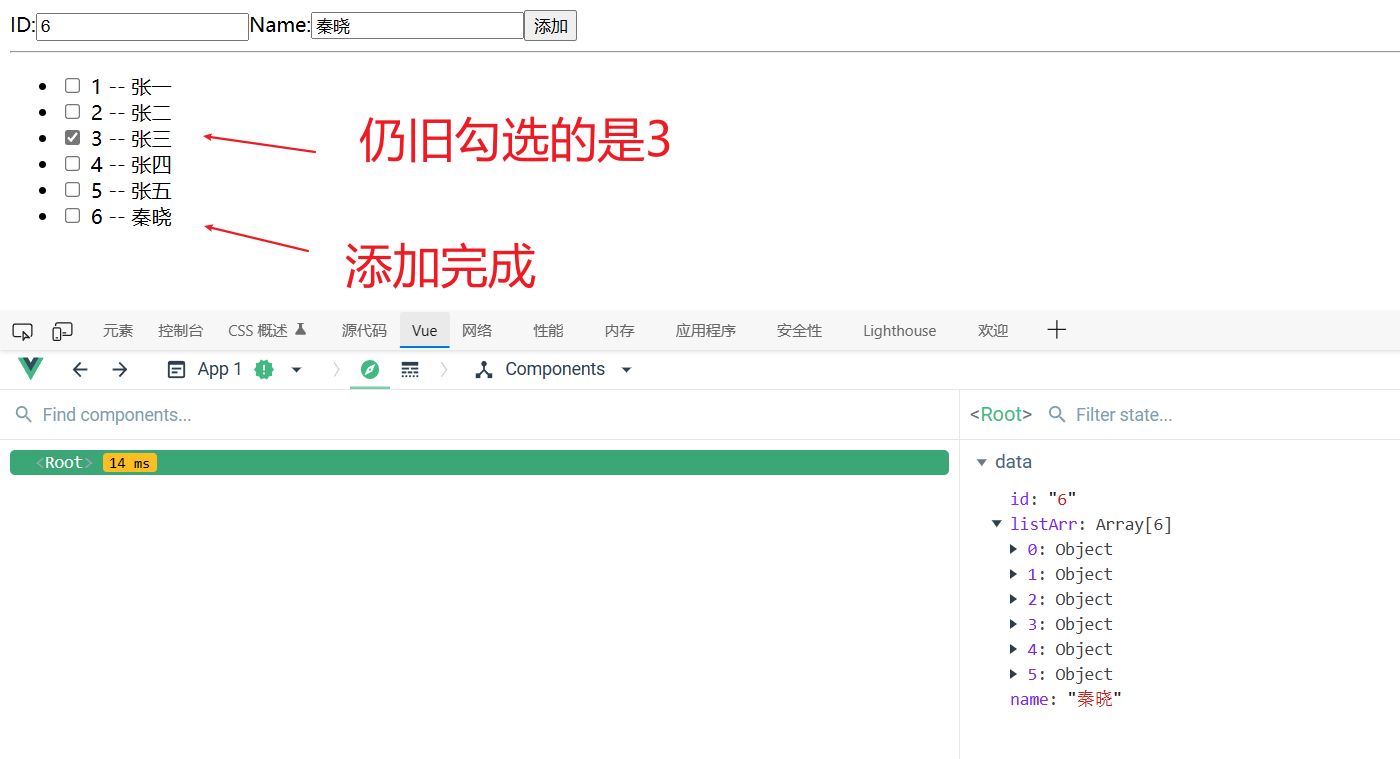 ID:6 Name:秦晓 添加
1 -- 张一
2 -- 张二
3 -- 张三
仍旧勾选的是3
4 -- 张四
5 -- 张五
6 -- 秦晓
添加完成
元素 控制台 CSS 概述 源代码 Vue 网络 性能 内存 应用程序 安全性 Lighthouse 欢迎
App 1 Components
Find components...
<Root> Filter state...
<Root> 14 ms
data
id: "6"
listArr: Array[6]
0: Object
1: Object
2: Object
3: Object
4: Object
5: Object
name: "秦晓"